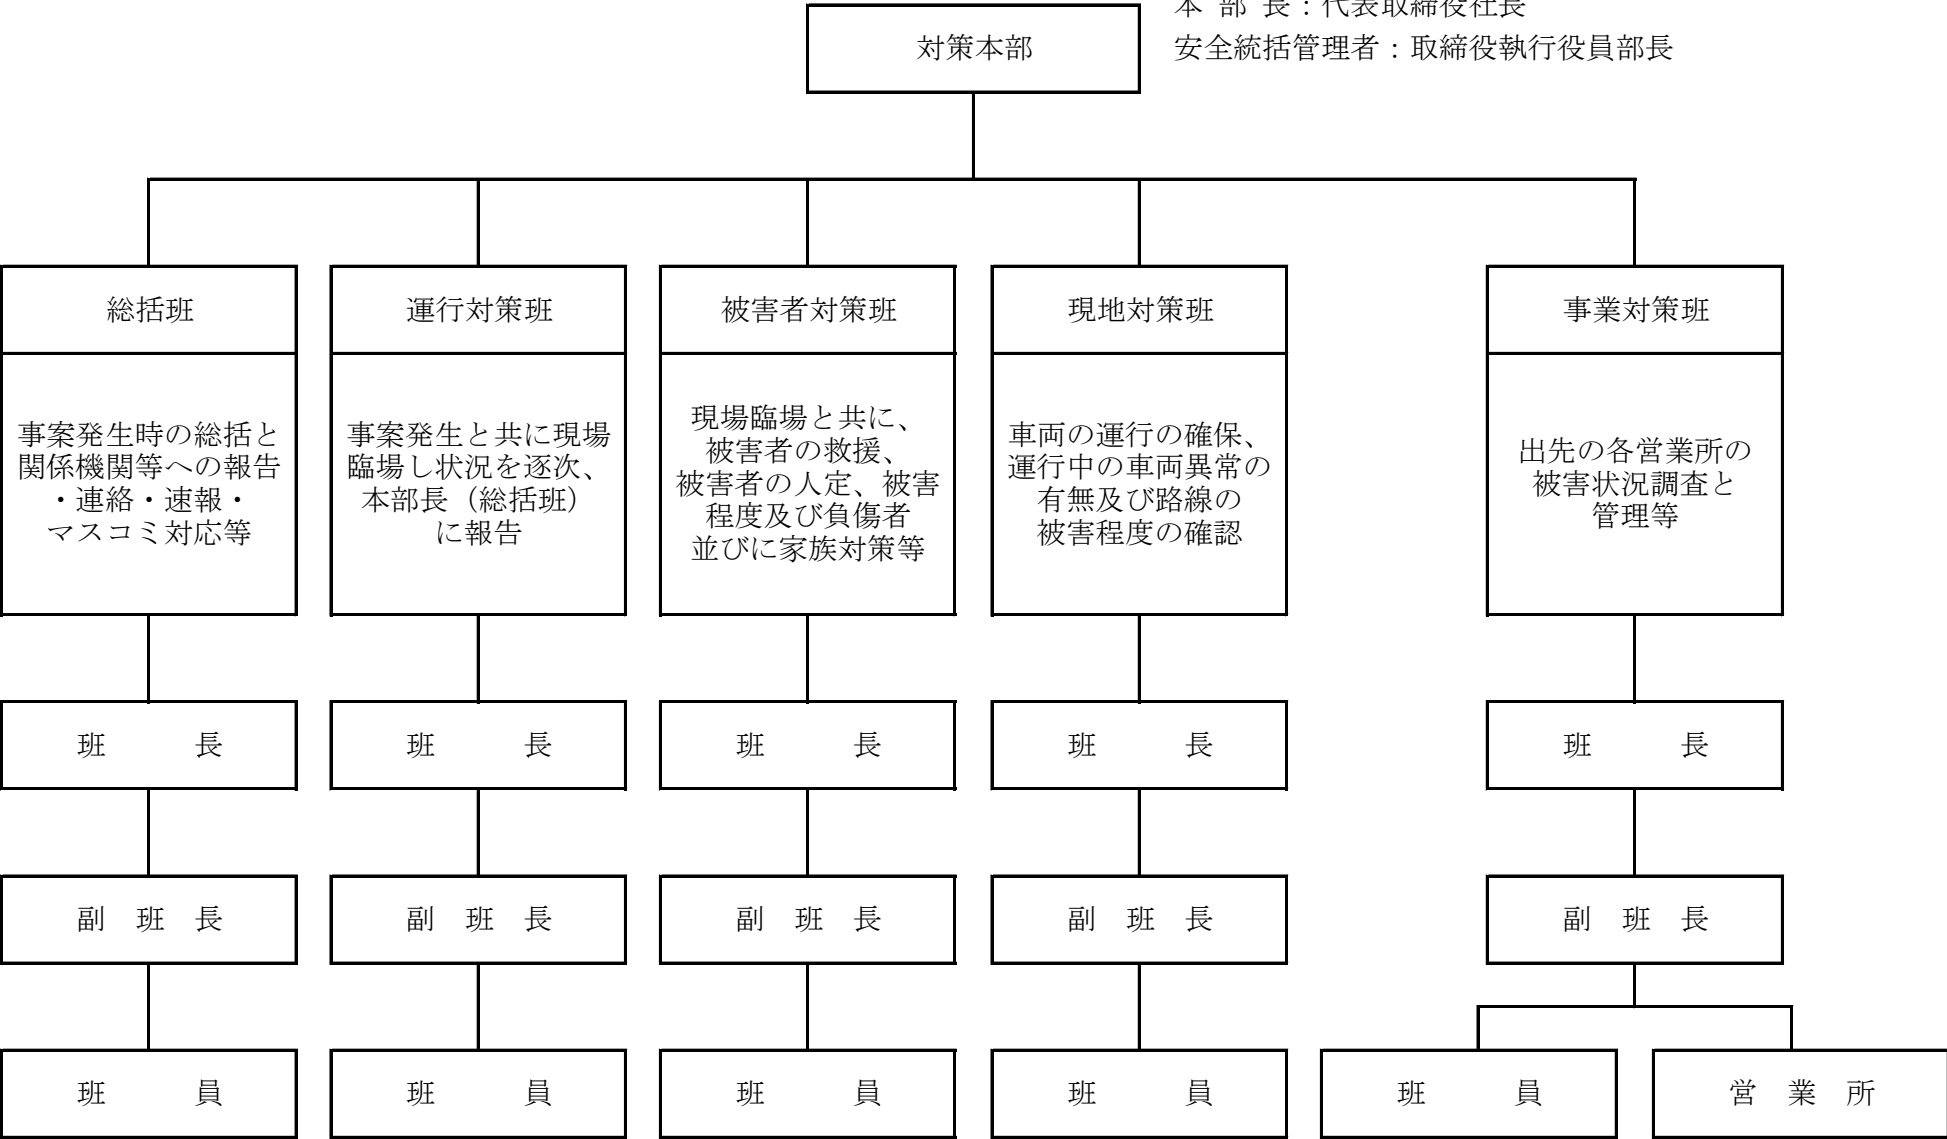 本 部 長：代表取締役社長
対策本部
安全統括管理者：取締役執行役員部長
総括班
運行対策班
被害者対策班
現地対策班
事業対策班
事案発生時の総括と
関係機関等への報告
・連絡・速報・
マスコミ対応等
事案発生と共に現場
臨場し状況を逐次、
本部長（総括班）
に報告
現場臨場と共に、
被害者の救援、
被害者の人定、被害
程度及び負傷者
並びに家族対策等
車両の運行の確保、
運行中の車両異常の
有無及び路線の
被害程度の確認
出先の各営業所の
被害状況調査と
管理等
班　　　長
班　　　長
班　　　長
班　　　長
班　　　長
副　班　長
副　班　長
副　班　長
副　班　長
副　班　長
班　　　員
班　　　員
班　　　員
班　　　員
班　　　員
営　業　所